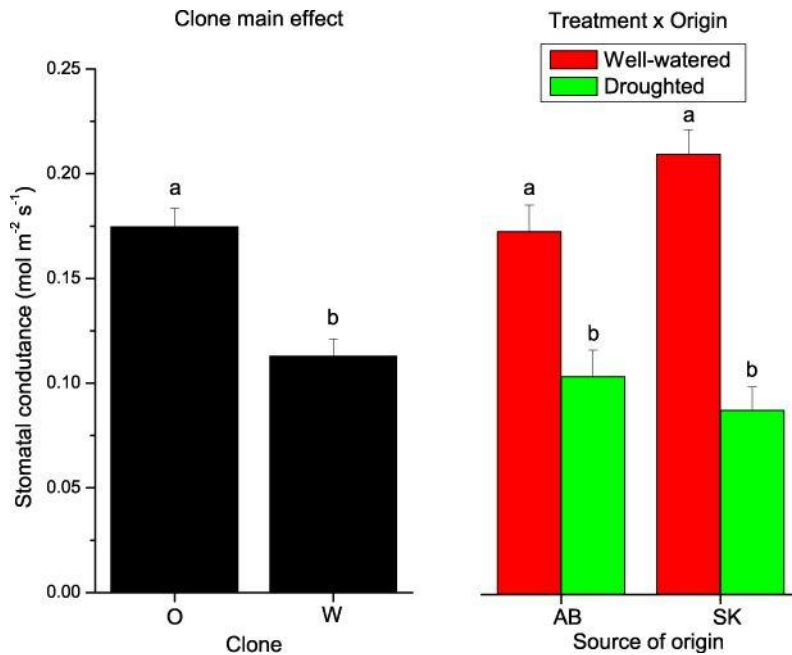 Clone main effect
Treatment x Origin
Well-watered
Droughted
Stomatal condutance (mol m⁻² s⁻¹)
0.25
0.20
0.15
0.10
0.05
0.00
a
b
a
b
a
b
O W
Clone
AB SK
Source of origin